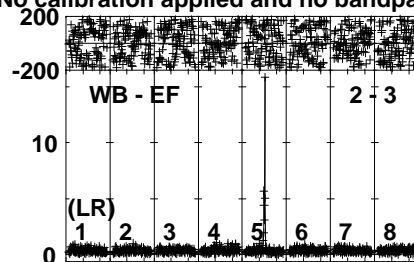 No calibration applied and no bandpa
200
-200
WB - EF 2 - 3
10
(LR)
1 2 3 4 5 6 7 8
0